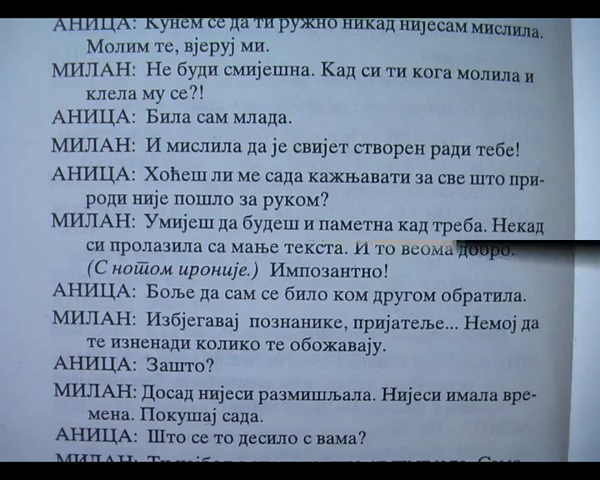 АНИЦА: Кунем се да ти ружно никад нијесам мислила.
Молим те, вјеруј ми.
МИЛАН: Не буди смијешна. Кад си ти кога молила и
клела му се?!
АНИЦА: Била сам млада.
МИЛАН: И мислила да је свијет створен ради тебе!
АНИЦА: Хоћеш ли ме сада кажњавати за све што при-
роди није пошло за руком?
МИЛАН: Умијеш да будеш и паметна кад треба. Некад
си пролазила са мање текста. И то веома добро.
(С нотом ироније.) Импозантно!
АНИЦА: Боље да сам се било ком другом обратила.
МИЛАН: Избјегавај познанике, пријатеље... Немој да
те изненади колико те обожавају.
АНИЦА: Зашто?
МИЛАН: Досад нијеси размишљала. Нијеси имала вре-
мена. Покушај сада.
АНИЦА: Што се то десило с вама?
МИЛАН: